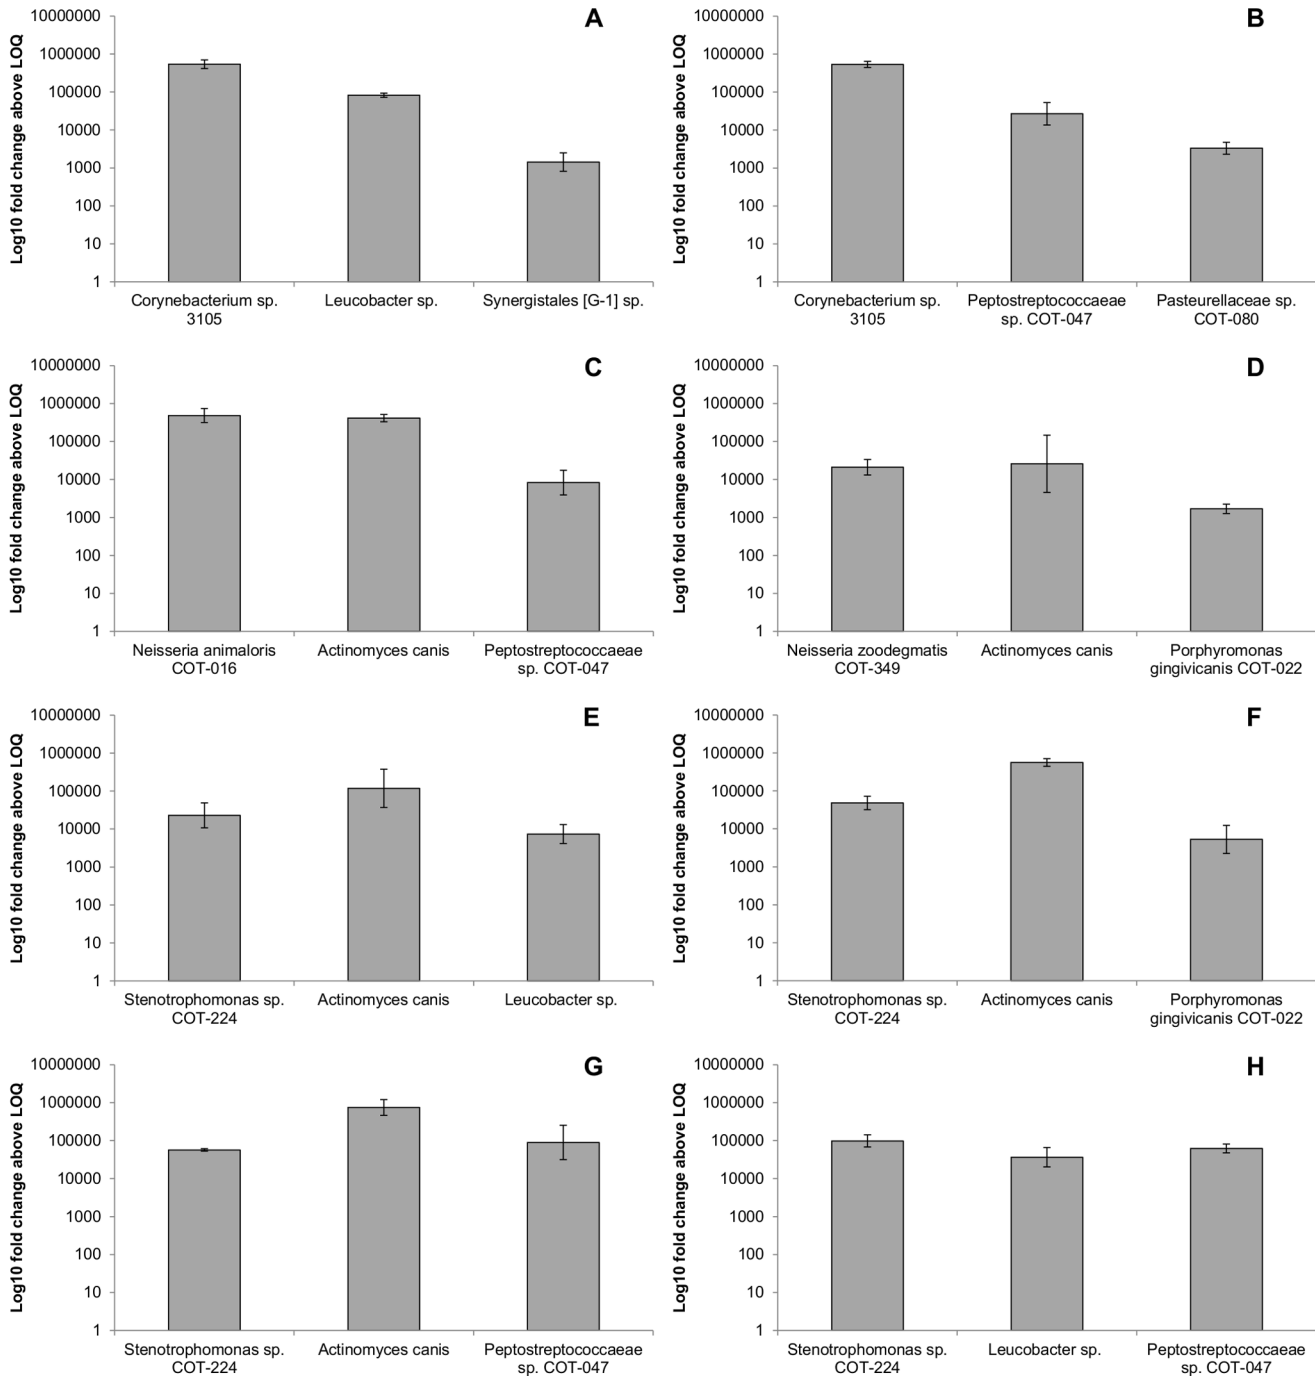 A
Log10 fold change above LOQ
10000000
1000000
100000
10000
1000
100
10
1
Corynebacterium sp.
3105
Leucobacter sp.
Synergistales [G-1] sp.
B
Log10 fold change above LOQ
10000000
1000000
100000
10000
1000
100
10
1
Corynebacterium sp.
3105
Peptostreptococcaeae
sp. COT-047
Pasteurellaceae sp.
COT-080
C
Log10 fold change above LOQ
10000000
1000000
100000
10000
1000
100
10
1
Neisseria animaloris
COT-016
Actinomyces canis
Peptostreptococcaeae
sp. COT-047
D
Log10 fold change above LOQ
10000000
1000000
100000
10000
1000
100
10
1
Neisseria zoodegmatis
COT-349
Actinomyces canis
Porphyromonas
gingivicanis COT-022
E
Log10 fold change above LOQ
10000000
1000000
100000
10000
1000
100
10
1
Stenotrophomonas sp.
COT-224
Actinomyces canis
Leucobacter sp.
F
Log10 fold change above LOQ
10000000
1000000
100000
10000
1000
100
10
1
Stenotrophomonas sp.
COT-224
Actinomyces canis
Porphyromonas
gingivicanis COT-022
G
Log10 fold change above LOQ
10000000
1000000
100000
10000
1000
100
10
1
Stenotrophomonas sp.
COT-224
Actinomyces canis
Peptostreptococcaeae
sp. COT-047
H
Log10 fold change above LOQ
10000000
1000000
100000
10000
1000
100
10
1
Stenotrophomonas sp.
COT-224
Leucobacter sp.
Peptostreptococcaeae
sp. COT-047